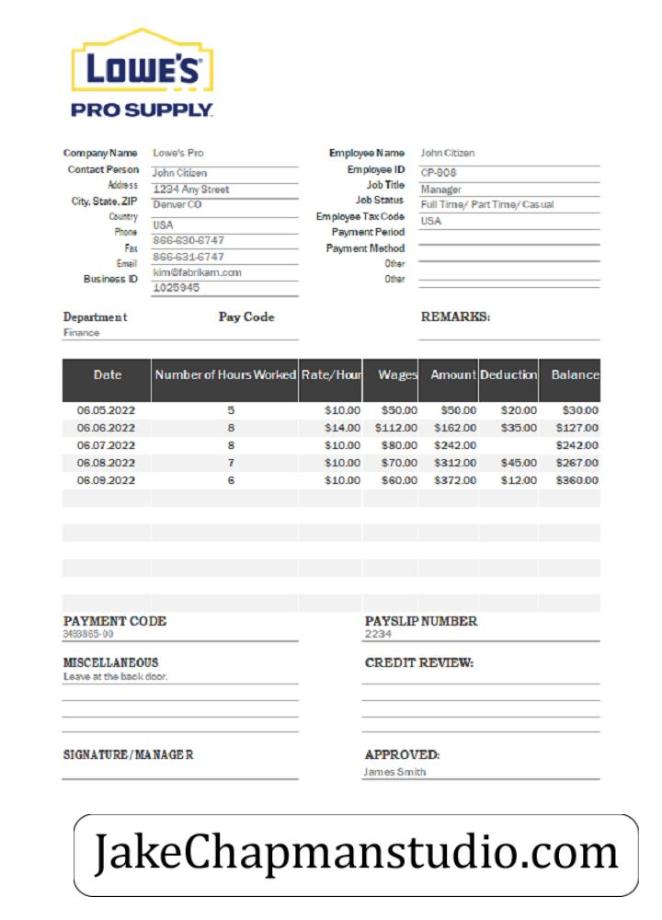 LOWE'S
PRO SUPPLY.
Company Name Lowe's Pro
Contact Person John Citizen
Address 1234 Any Street
City, State, ZIP Denver CO
Country USA
Phone 866-630-6747
Fax 866-631-6747
Email kim@fabrikam.com
Business ID 1025945
Employee Name John Citizen
Employee ID CP-908
Job Title Manager
Job Status Full Time/ Part Time/ Casual
Employee Tax Code USA
Payment Period
Payment Method
Other
Other
Department Pay Code REMARKS:
Finance
Date Number of Hours Worked Rate/Hour Wages Amount Deduction Balance
06.05.2022 5 $10.00 $50.00 $50.00 $20.00 $30.00
06.06.2022 8 $14.00 $112.00 $162.00 $35.00 $127.00
06.07.2022 8 $10.00 $80.00 $242.00 $242.00
06.08.2022 7 $10.00 $70.00 $312.00 $45.00 $267.00
06.09.2022 6 $10.00 $60.00 $372.00 $12.00 $360.00
PAYMENT CODE PAYSLIP NUMBER
3493865-00 2234
MISCELLANEOUS CREDIT REVIEW:
Leave at the back door.
SIGNATURE/MANAGER APPROVED:
James Smith
JakeChapmanstudio.com